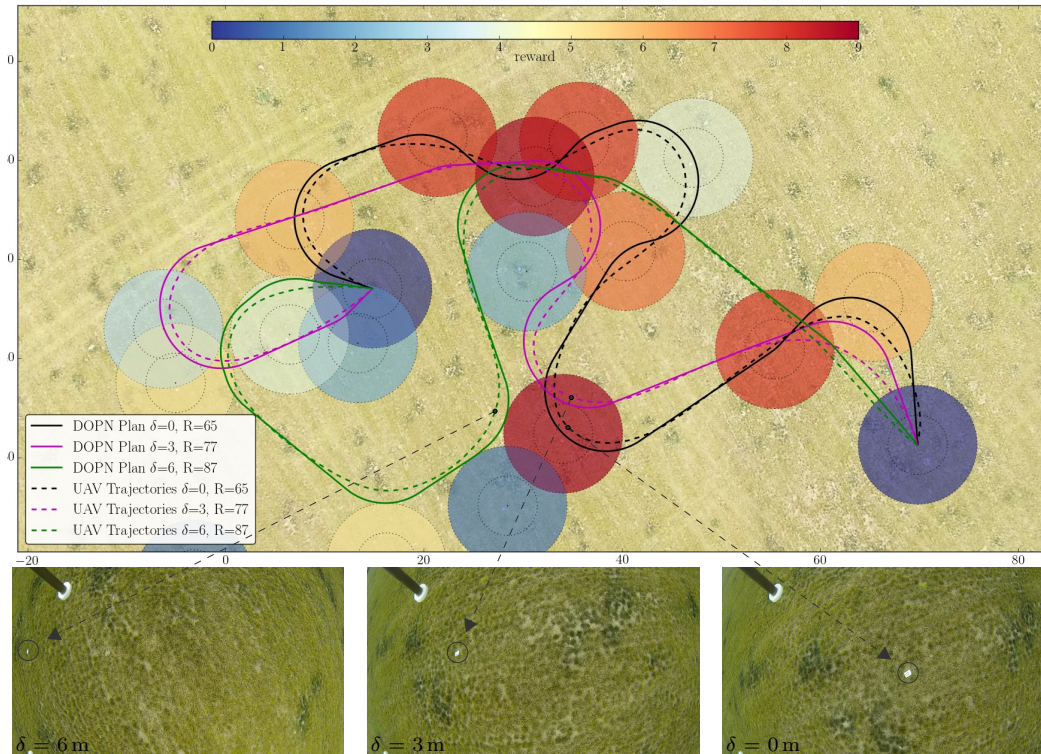 0 1 2 3 4 5 6 7 8 9
reward
0
0
0
0
0
DOPN Plan δ=0, R=65
DOPN Plan δ=3, R=77
DOPN Plan δ=6, R=87
UAV Trajectories δ=0, R=65
UAV Trajectories δ=3, R=77
UAV Trajectories δ=6, R=87
−20 0 20 40 60 80
δ = 6 m δ = 3 m δ = 0 m